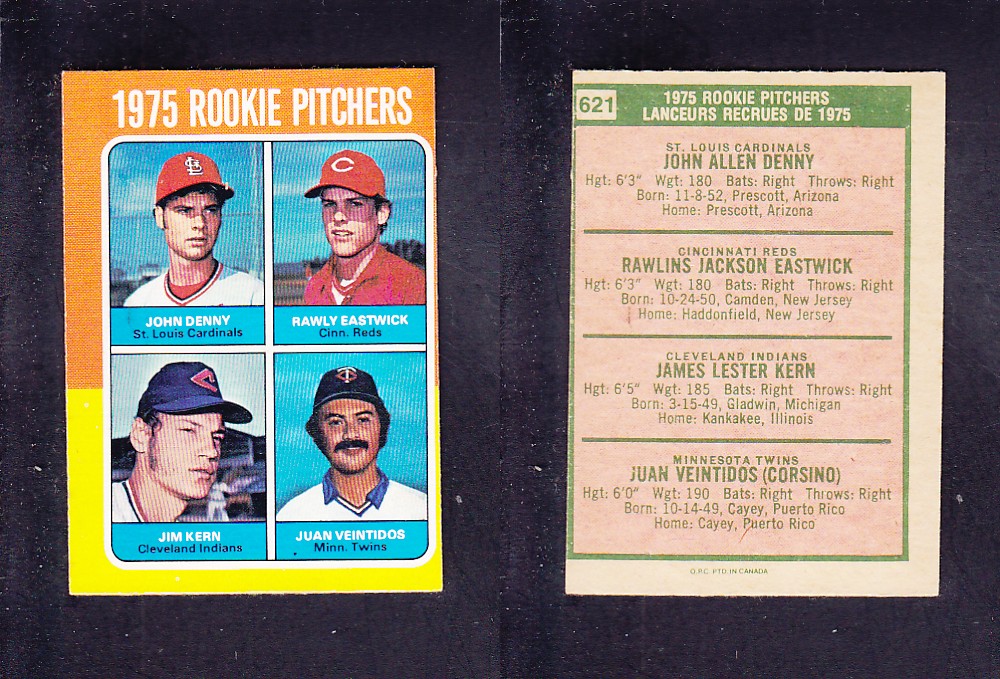 1975 ROOKIE PITCHERS
JOHN DENNY
St. Louis Cardinals
RAWLY EASTWICK
Cinn. Reds
JIM KERN
Cleveland Indians
JUAN VEINTIDOS
Minn. Twins
621
1975 ROOKIE PITCHERS
LANCEURS RECRUES DE 1975
ST. LOUIS CARDINALS
JOHN ALLEN DENNY
Hgt: 6'3" Wgt: 180 Bats: Right Throws: Right
Born: 11-8-52, Prescott, Arizona
Home: Prescott, Arizona
CINCINNATI REDS
RAWLINS JACKSON EASTWICK
Hgt: 6'3" Wgt: 180 Bats: Right Throws: Right
Born: 10-24-50, Camden, New Jersey
Home: Haddonfield, New Jersey
CLEVELAND INDIANS
JAMES LESTER KERN
Hgt: 6'5" Wgt: 185 Bats: Right Throws: Right
Born: 3-15-49, Gladwin, Michigan
Home: Kankakee, Illinois
MINNESOTA TWINS
JUAN VEINTIDOS (CORSINO)
Hgt: 6'0" Wgt: 190 Bats: Right Throws: Right
Born: 10-14-49, Cayey, Puerto Rico
Home: Cayey, Puerto Rico
O.P.C. PTD. IN CANADA